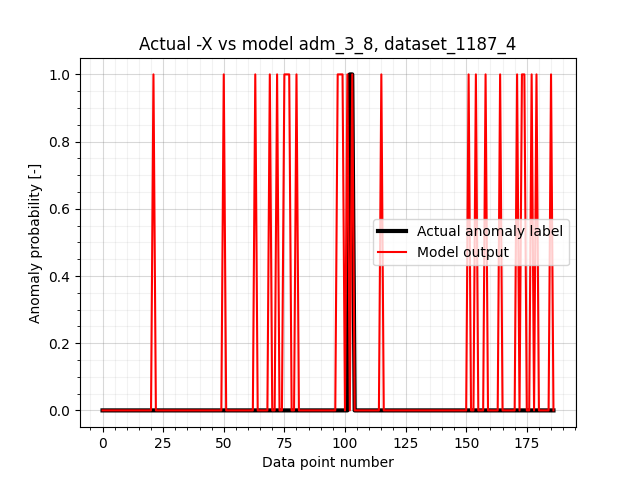 Actual -X vs model adm_3_8, dataset_1187_4
1.0
0.8
0.6
0.4
0.2
0.0
Anomaly probability [-]
Actual anomaly label
Model output
0 25 50 75 100 125 150 175
Data point number